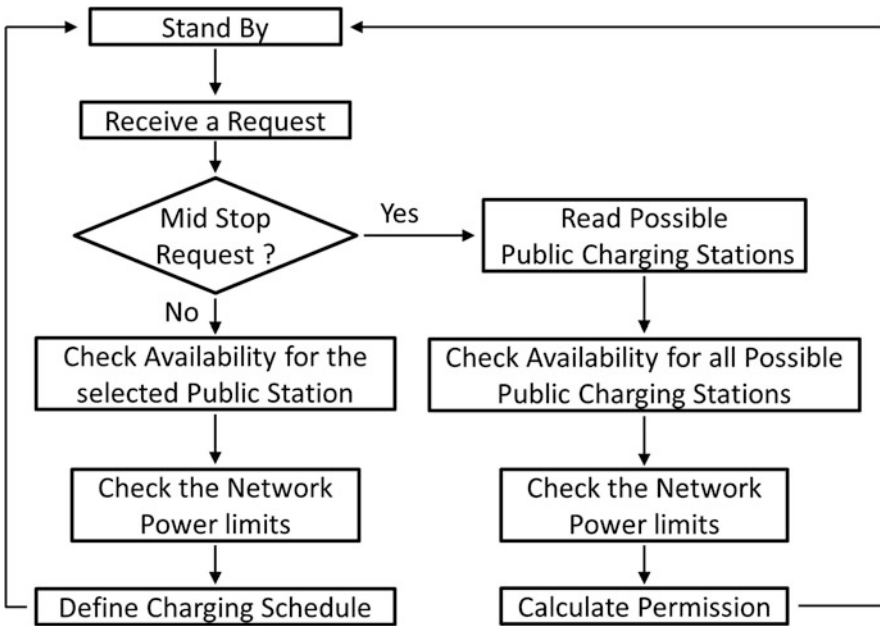 Stand By
Receive a Request
Mid Stop
Request ?
Yes
No
Read Possible
Public Charging Stations
Check Availability for the
selected Public Station
Check Availability for all Possible
Public Charging Stations
Check the Network
Power limits
Check the Network
Power limits
Define Charging Schedule
Calculate Permission